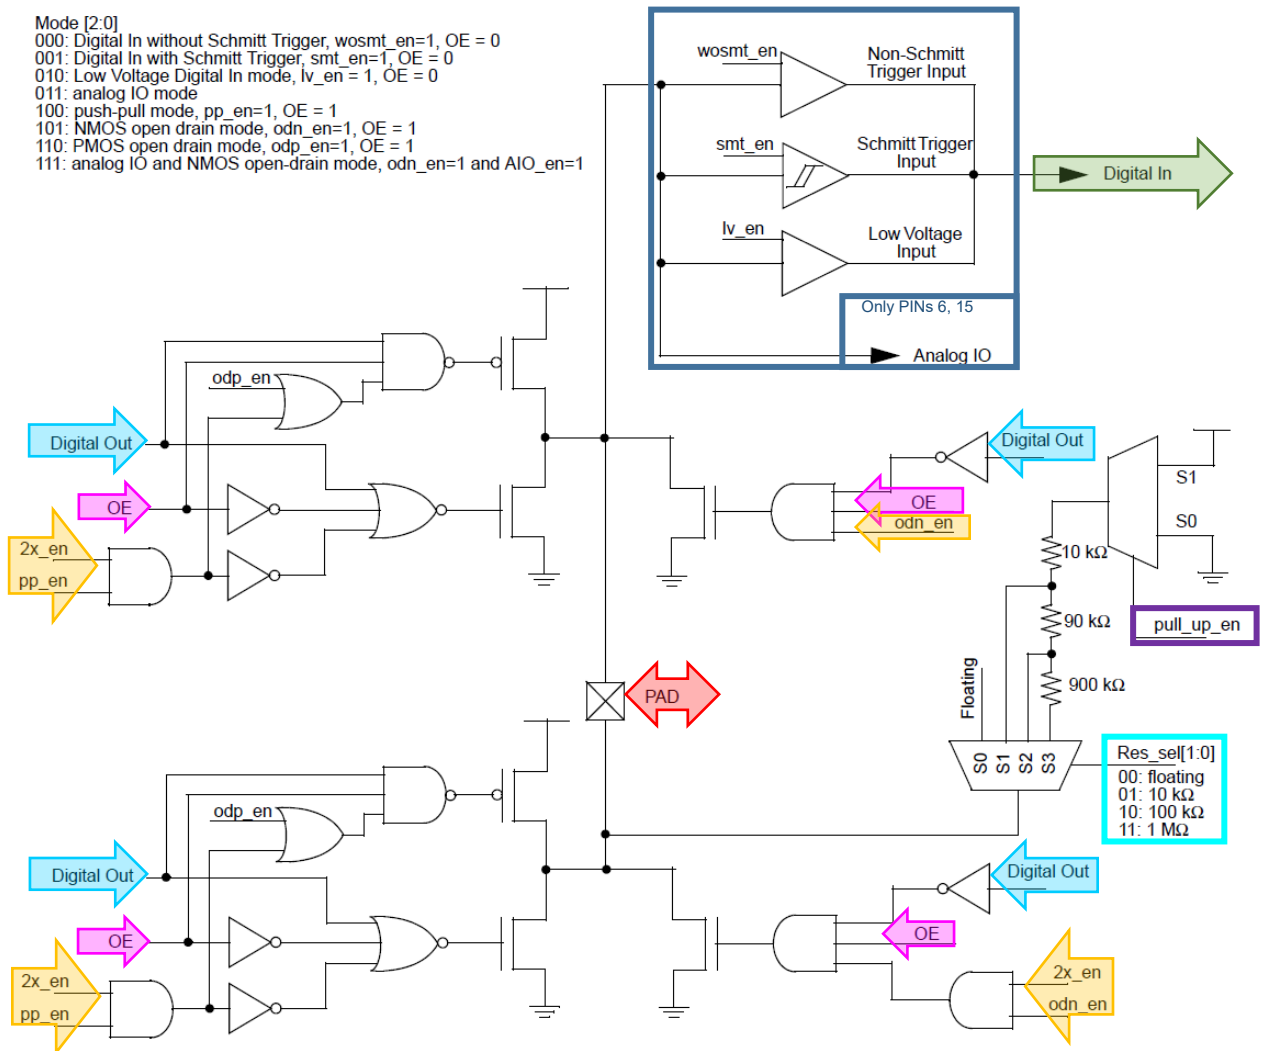 Mode [2:0]
000: Digital In without Schmitt Trigger, wosmt_en=1, OE = 0
001: Digital In with Schmitt Trigger, smt_en=1, OE = 0
010: Low Voltage Digital In mode, lv_en = 1, OE = 0
011: analog IO mode
100: push-pull mode, pp_en=1, OE = 1
101: NMOS open drain mode, odn_en=1, OE = 1
110: PMOS open drain mode, odp_en=1, OE = 1
111: analog IO and NMOS open-drain mode, odn_en=1 and AIO_en=1
wosmt_en
Non-Schmitt
Trigger Input
smt_en
Schmitt Trigger
Input
Digital In
lv_en
Low Voltage
Input
Only PINs 6, 15
Analog IO
odp_en
Digital Out
OE
2x_en
pp_en
Digital Out
OE
odn_en
S1
S0
10 kΩ
90 kΩ
900 kΩ
pull_up_en
PAD
Floating
S0
S1
S2
S3
Res_sel[1:0]
00: floating
01: 10 kΩ
10: 100 kΩ
11: 1 MΩ
odp_en
Digital Out
OE
2x_en
pp_en
Digital Out
OE
2x_en
odn_en